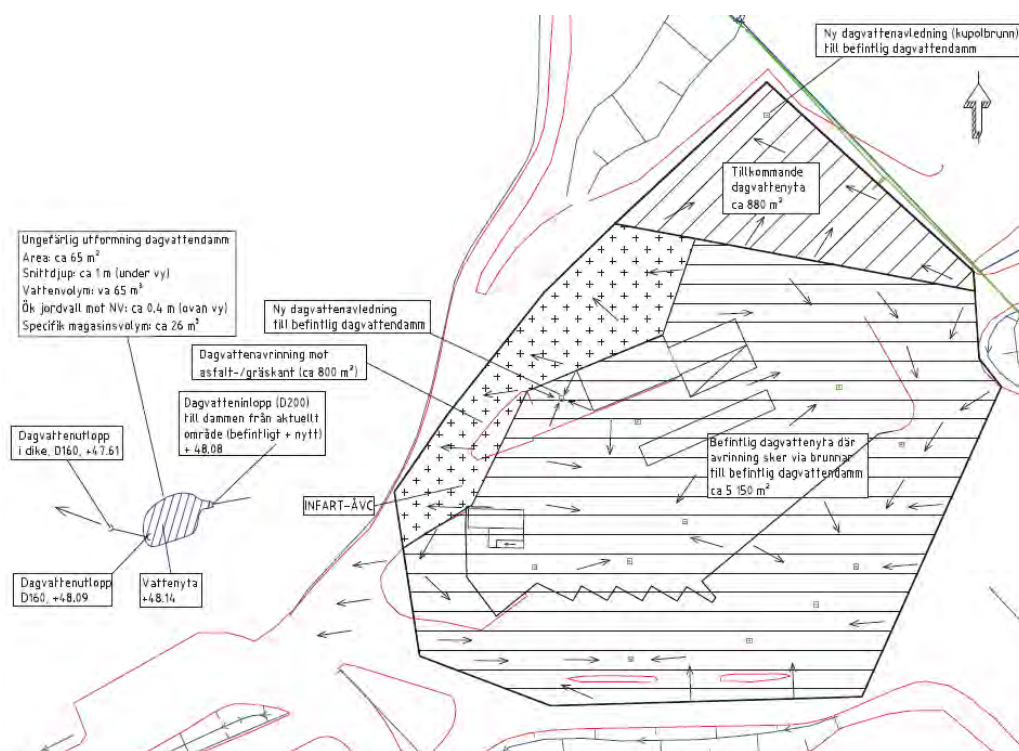 Ny dagvattenavledning (kupolbrunn)
till befintlig dagvattendamm
Tillkommande
dagvattenyta
ca 880 m²
Ungefärlig utformning dagvattendamm
Area: ca 65 m²
Snittdjup: ca 1 m (under vy)
Vattenvolym: va 65 m³
Ök jordvall mot NV: ca 0,4 m (ovan vy)
Specifik magasinsvolym: ca 26 m³
Ny dagvattenavledning
till befintlig dagvattendamm
Dagvattenavrinning mot
asfalt-/gräskant (ca 800 m²)
Dagvatteninlopp (D200)
till dammen från aktuellt
område (befintligt + nytt)
+ 48.08
Dagvattenutlopp
i dike, D160, +47.61
Befintlig dagvattenyta där
avrinning sker via brunnar
till befintlig dagvattendamm
ca 5 150 m²
INFART-ÅVC
Dagvattenutlopp
D160, +48.09
Vattenyta
+48.14